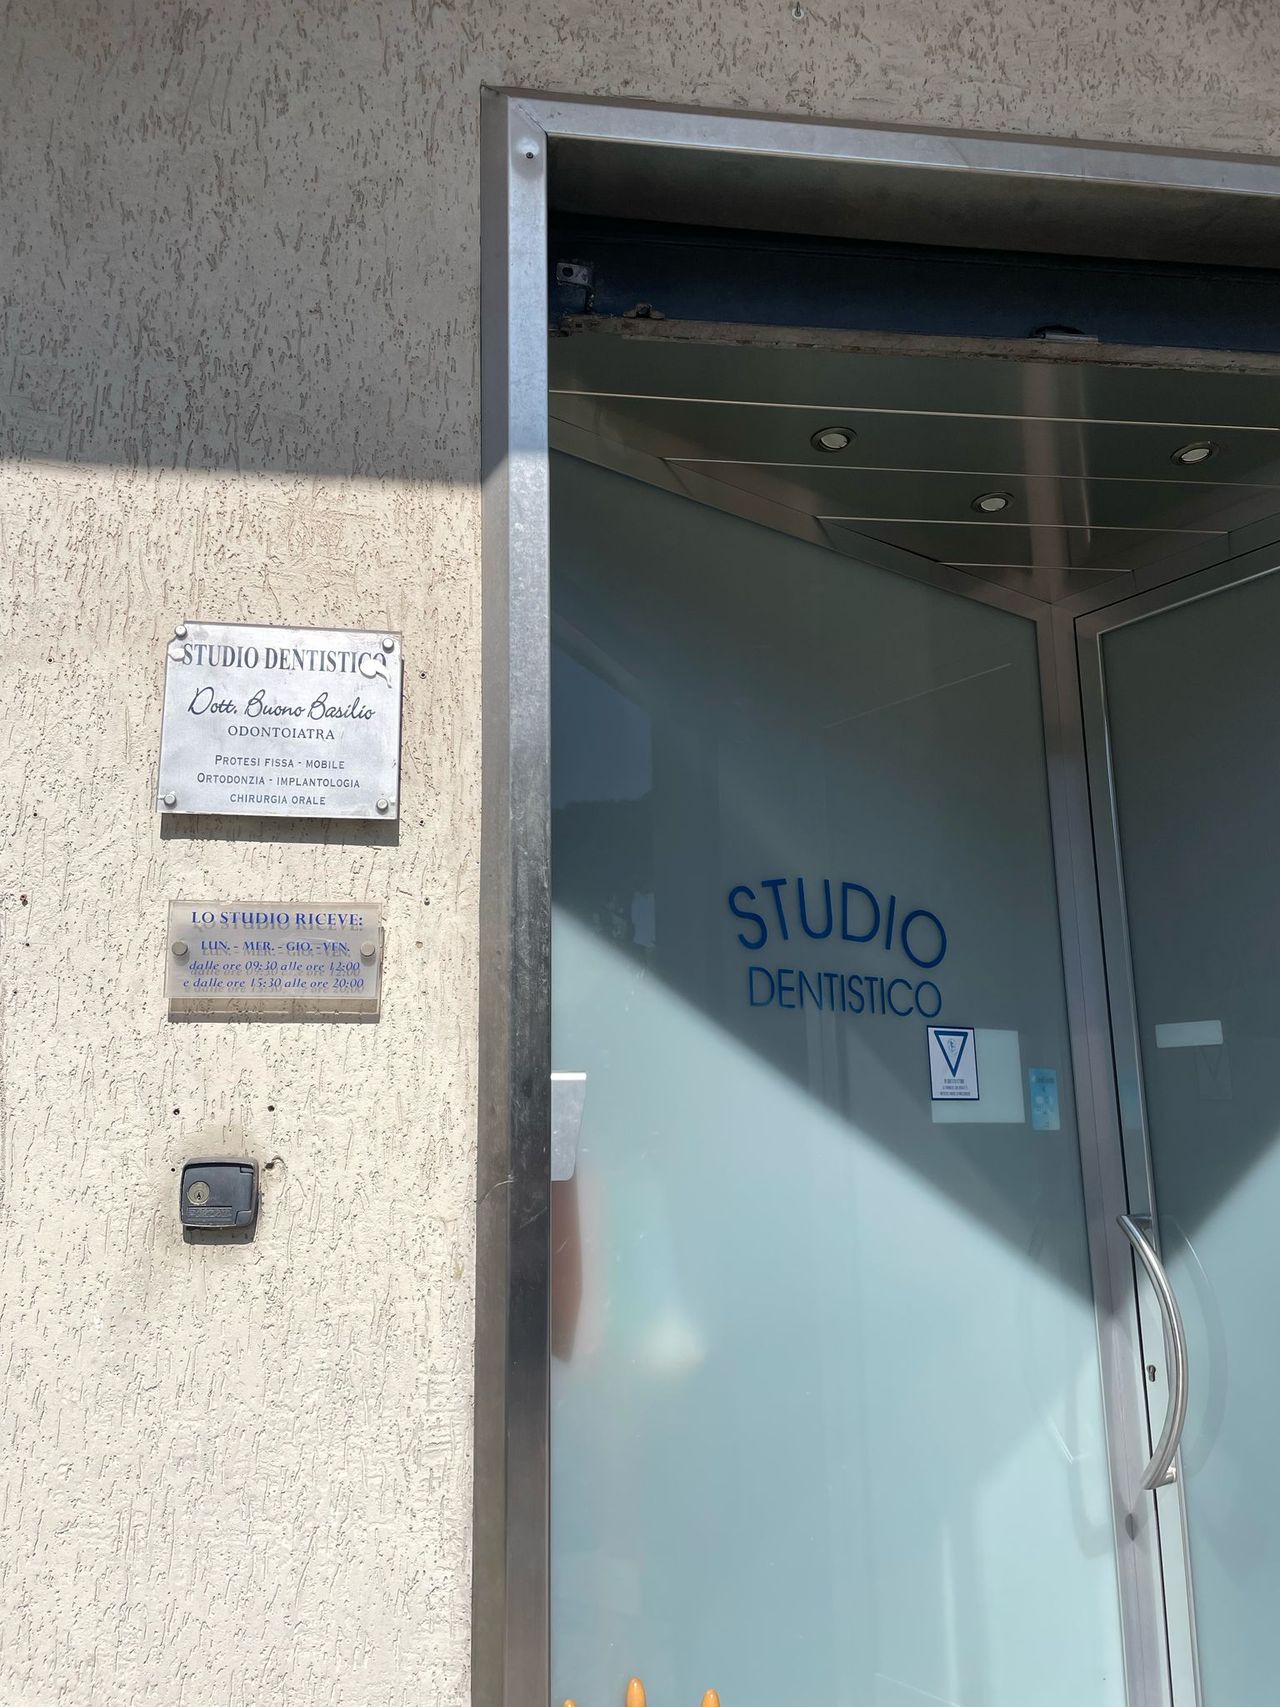 STUDIO DENTISTICO
Dott. Buono Basilio
ODONTOIATRA
PROTESI FISSA - MOBILE
ORTODONZIA - IMPLANTOLOGIA
CHIRURGIA ORALE
LO STUDIO RICEVE:
LUN. - MER. - GIO. - VEN.
dalle ore 09:30 alle ore 12:00
e dalle ore 15:30 alle ore 20:00
STUDIO
DENTISTICO